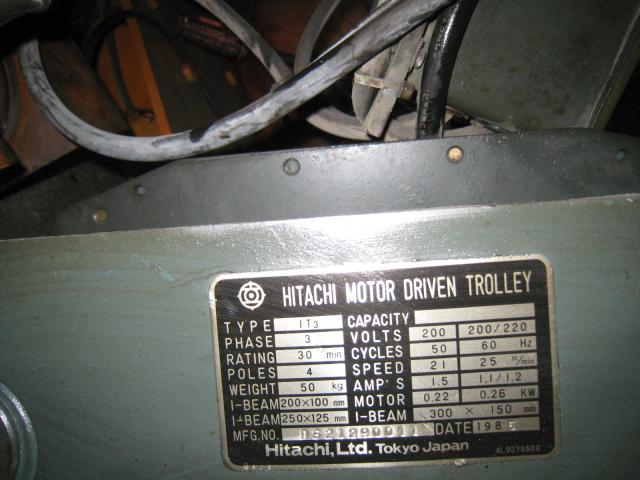 HITACHI MOTOR DRIVEN TROLLEY
TYPE 1T3 CAPACITY
PHASE 3 VOLTS 200 200/220
RATING 30 min CYCLES 50 60 Hz
POLES 4 SPEED 21 25 m/min
WEIGHT 50 kg AMP'S 1.5 1.1/1.2
I-BEAM 200×100 mm MOTOR 0.22 0.26 KW
I-BEAM 250×125 mm I-BEAM 300 × 150 mm
MFG.NO. DATE 1985
Hitachi, Ltd. Tokyo Japan 4L9275502